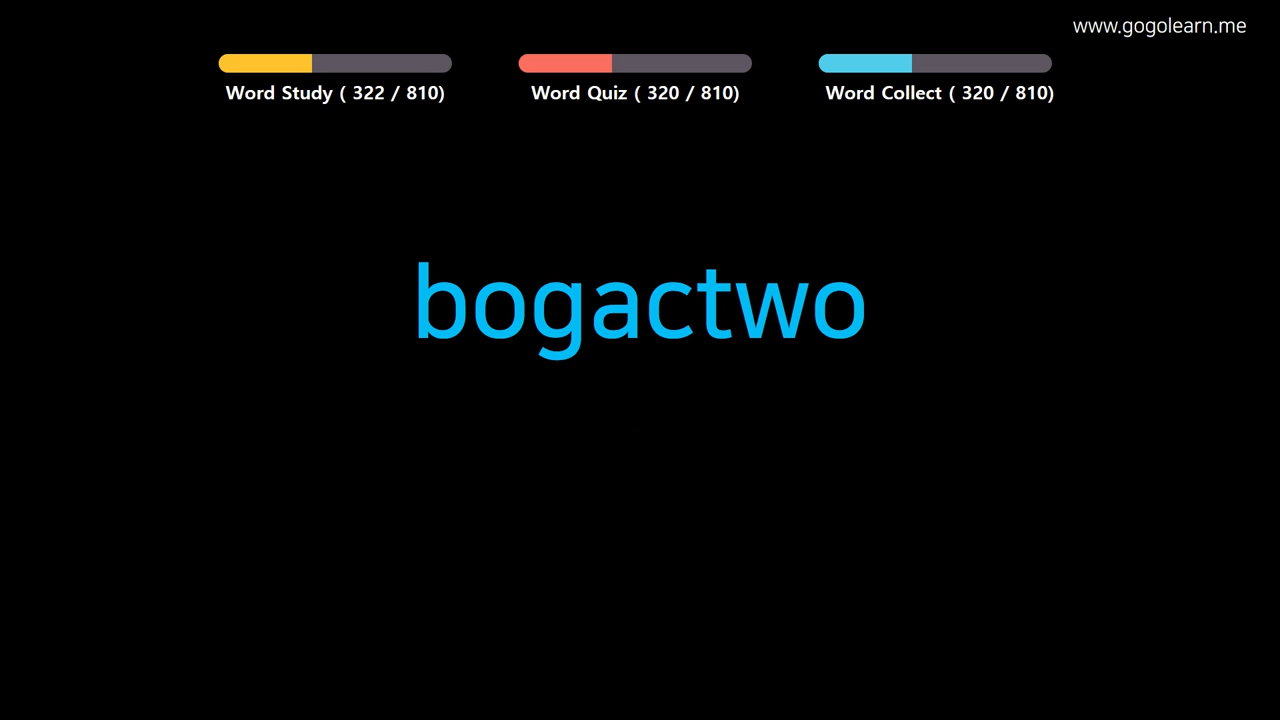 www.gogolearn.me
Word Study ( 322 / 810)
Word Quiz ( 320 / 810)
Word Collect ( 320 / 810)
bogactwo